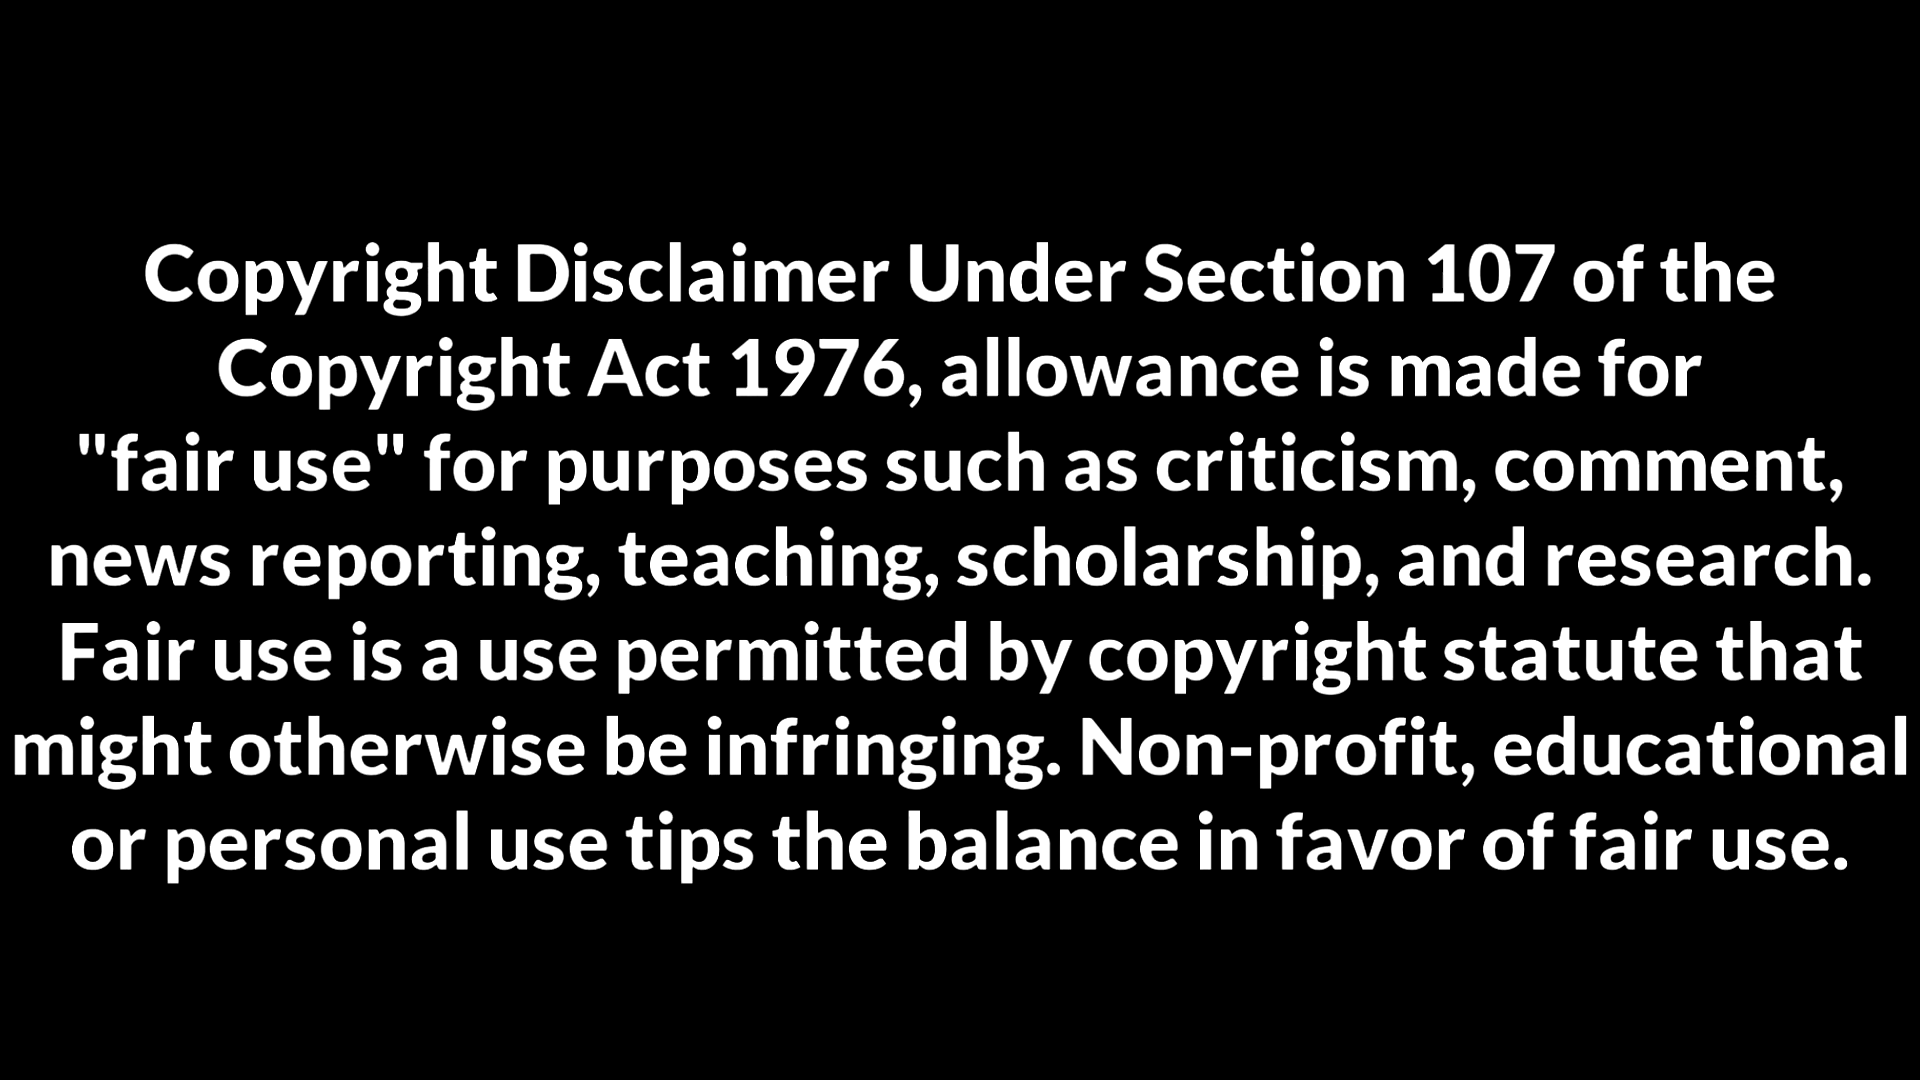 Copyright Disclaimer Under Section 107 of the
Copyright Act 1976, allowance is made for
"fair use" for purposes such as criticism, comment,
news reporting, teaching, scholarship, and research.
Fair use is a use permitted by copyright statute that
might otherwise be infringing. Non-profit, educational
or personal use tips the balance in favor of fair use.